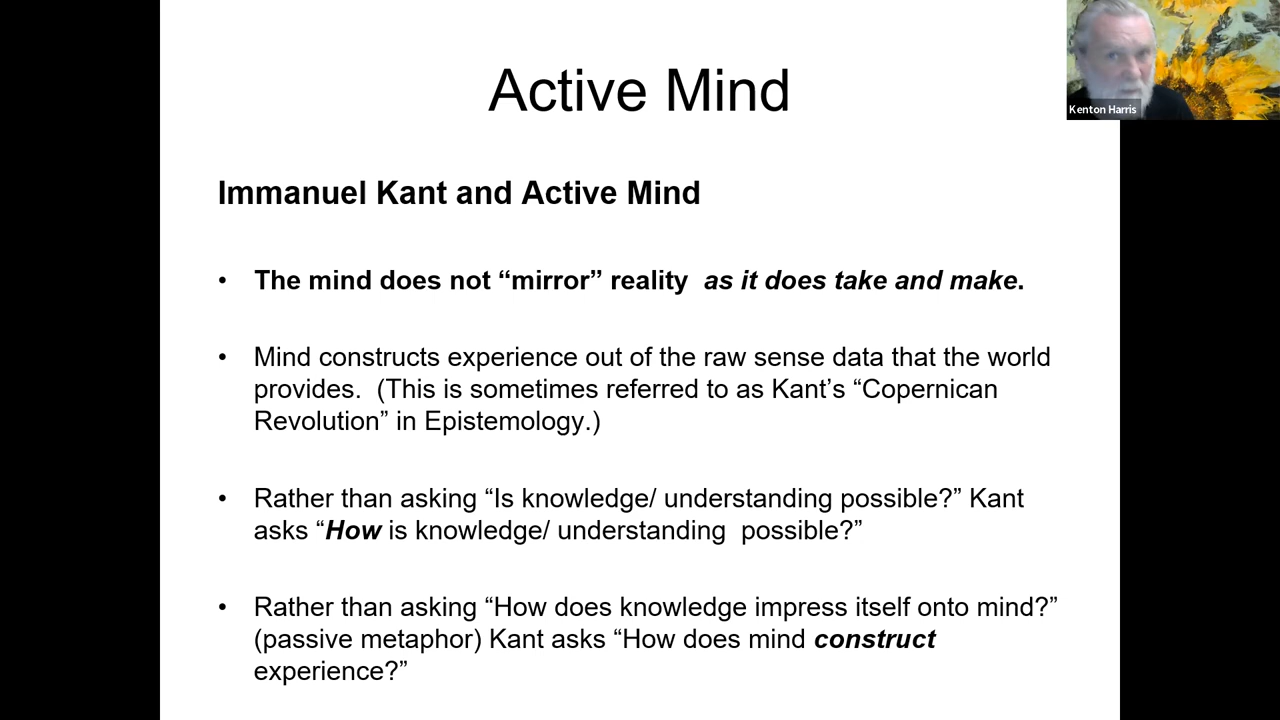 Active Mind
Kenton Harris
Immanuel Kant and Active Mind
• The mind does not “mirror” reality  as it does take and make.
• Mind constructs experience out of the raw sense data that the world
provides.  (This is sometimes referred to as Kant’s “Copernican
Revolution” in Epistemology.)
• Rather than asking “Is knowledge/ understanding possible?” Kant
asks “How is knowledge/ understanding  possible?”
• Rather than asking “How does knowledge impress itself onto mind?”
(passive metaphor) Kant asks “How does mind construct
experience?”